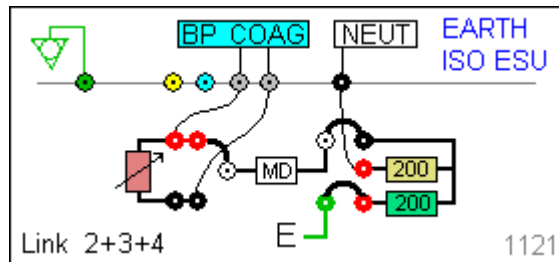 BP COAG
NEUT
EARTH
ISO ESU
MD
200
200
E
Link 2+3+4
1121